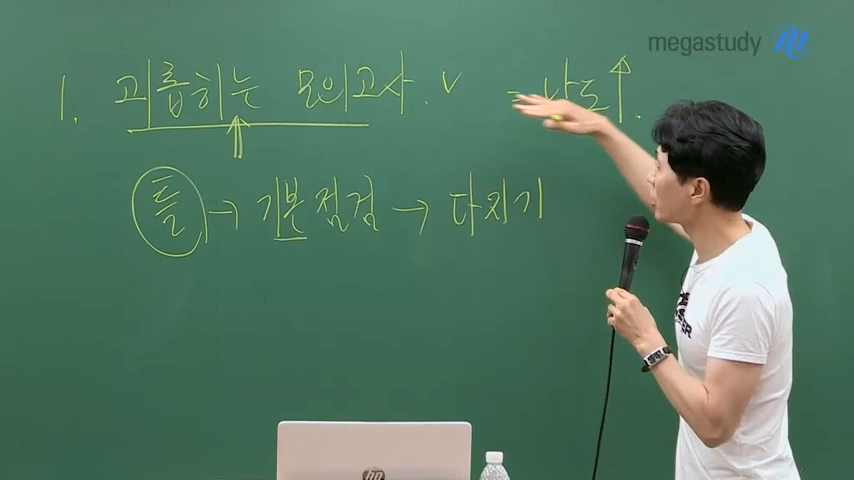 megastudy
1. 괴롭히는 모의고사. v - 난도↑.
틀 → 기본점검 → 다지기
hp